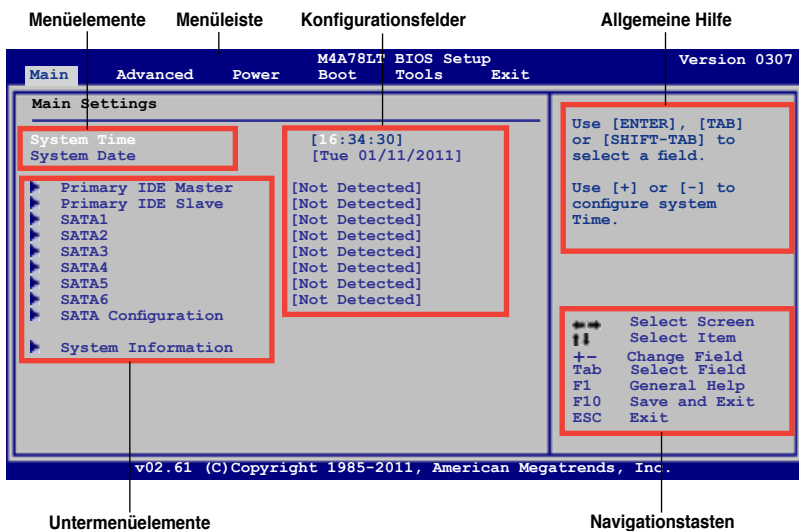 Menüelemente Menüleiste Konfigurationsfelder Allgemeine Hilfe
M4A78LT BIOS Setup Version 0307
Main Advanced Power Boot Tools Exit
Main Settings
System Time [16:34:30]
System Date [Tue 01/11/2011]
Primary IDE Master [Not Detected]
Primary IDE Slave [Not Detected]
SATA1 [Not Detected]
SATA2 [Not Detected]
SATA3 [Not Detected]
SATA4 [Not Detected]
SATA5 [Not Detected]
SATA6 [Not Detected]
SATA Configuration
System Information
Use [ENTER], [TAB]
or [SHIFT-TAB] to
select a field.
Use [+] or [-] to
configure system
Time.
←→ Select Screen
↑↓ Select Item
+- Change Field
Tab Select Field
F1 General Help
F10 Save and Exit
ESC Exit
v02.61 (C)Copyright 1985-2011, American Megatrends, Inc.
Untermenüelemente Navigationstasten